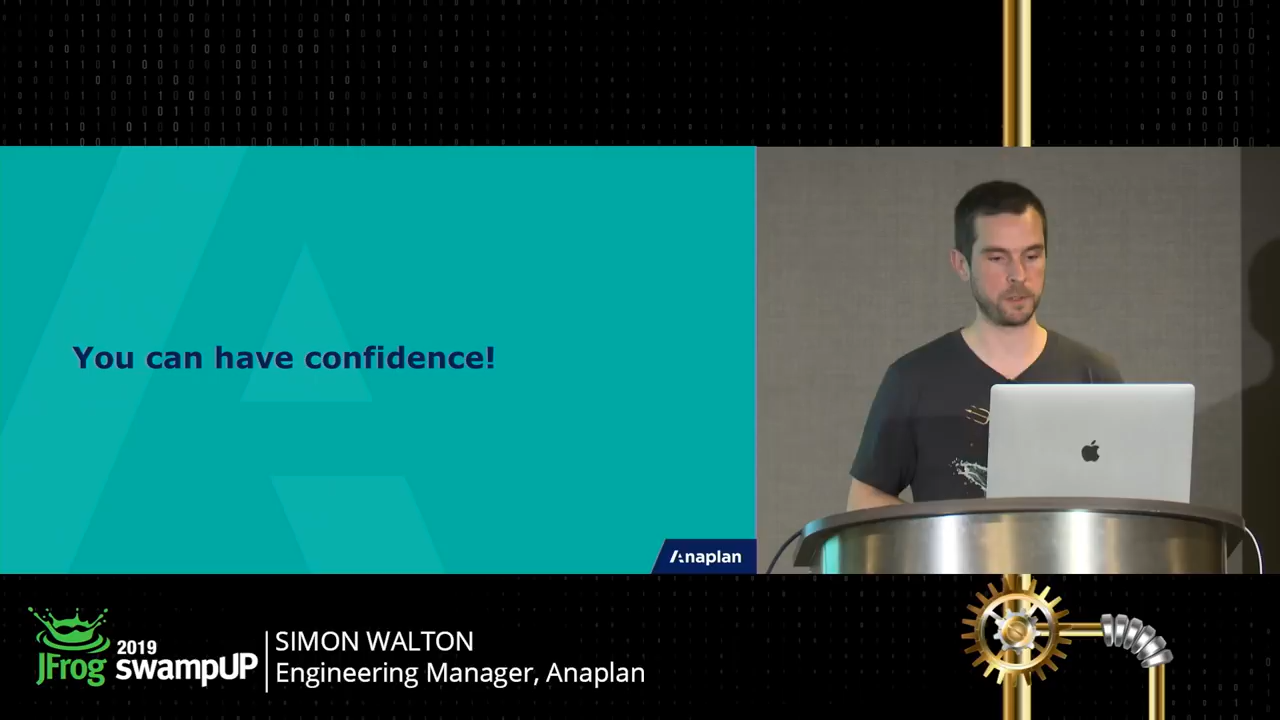 You can have confidence!
Anaplan
2019
JFrog swampUP
SIMON WALTON
Engineering Manager, Anaplan